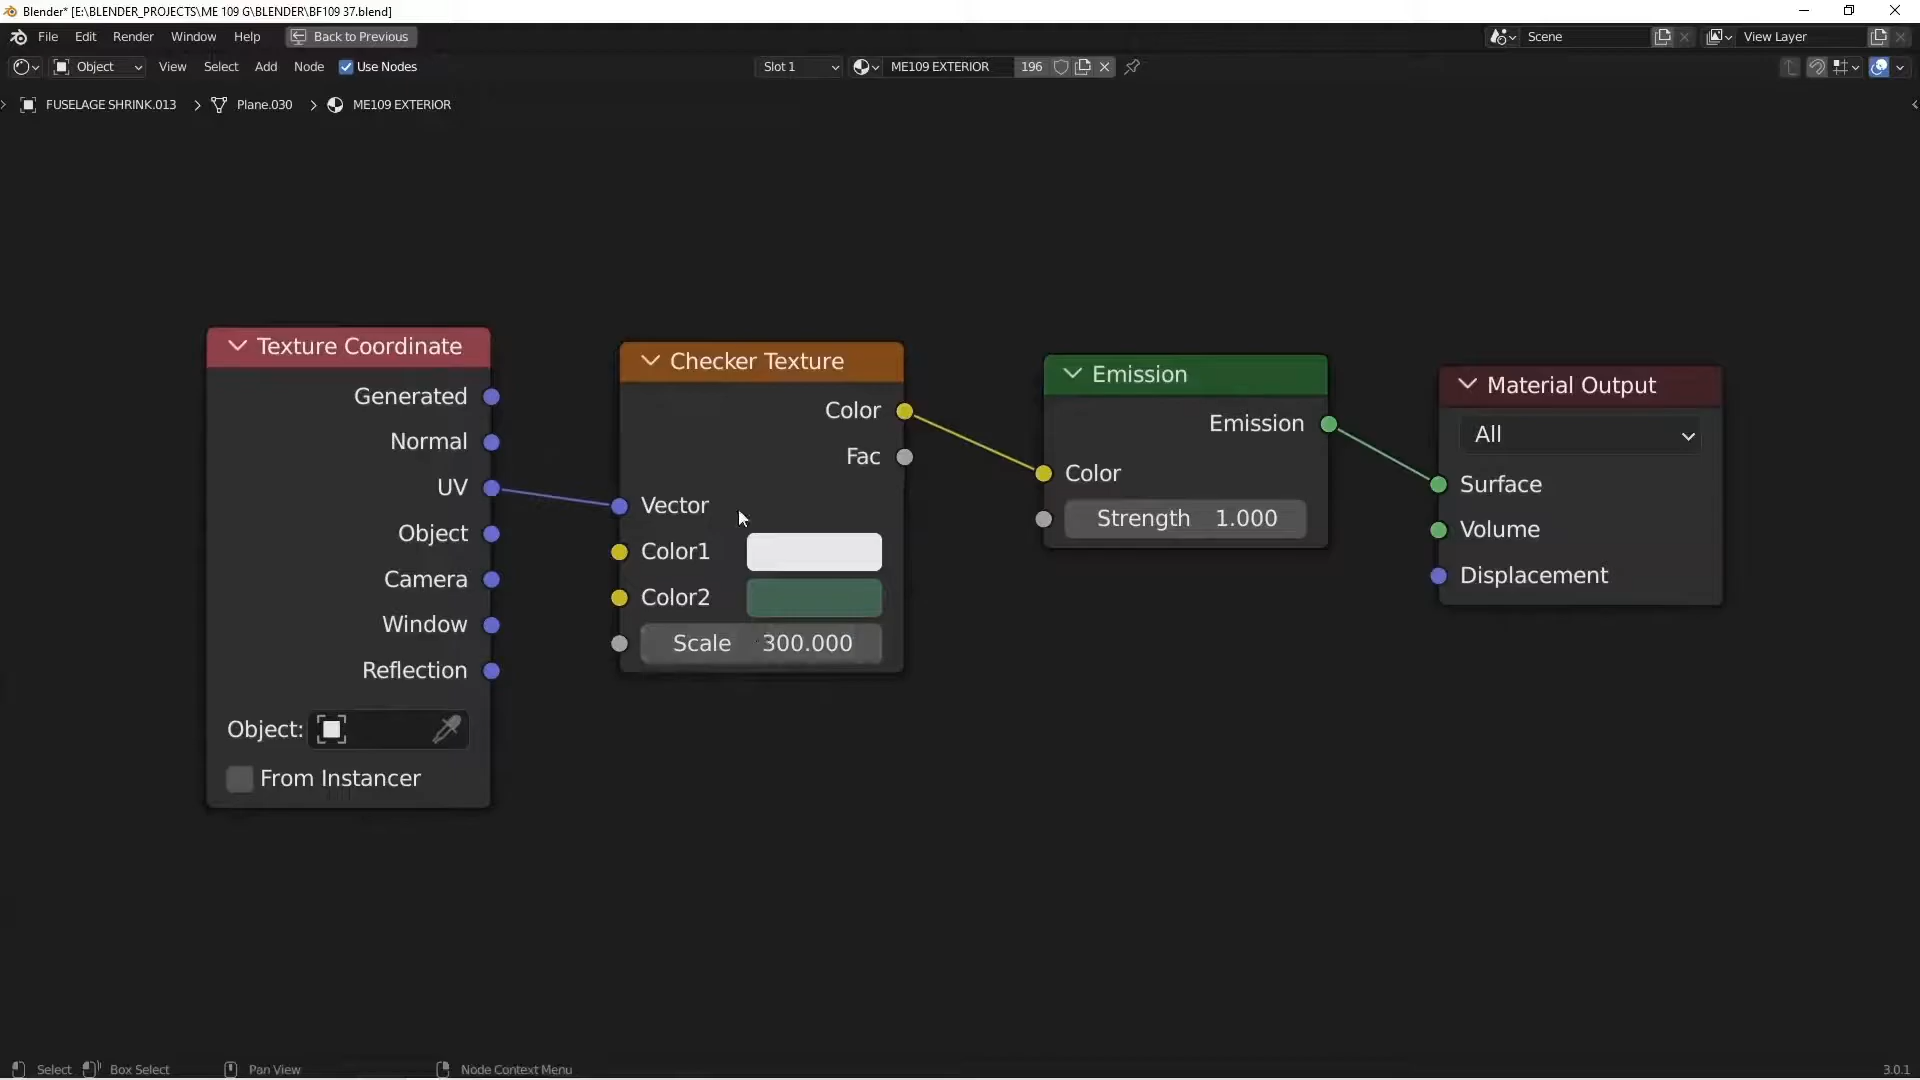 Blender* [E:\BLENDER_PROJECTS\ME 109 G\BLENDER\BF109 37.blend]
File Edit Render Window Help Back to Previous Scene View Layer
Object View Select Add Node Use Nodes Slot 1 ME109 EXTERIOR 196
FUSELAGE SHRINK.013 Plane.030 ME109 EXTERIOR
Texture Coordinate
Generated
Normal
UV
Object
Camera
Window
Reflection
Object:
From Instancer
Checker Texture
Color
Fac
Vector
Color1
Color2
Scale 300.000
Emission
Emission
Color
Strength 1.000
Material Output
All
Surface
Volume
Displacement
Select Box Select Pan View Node Context Menu 3.0.1